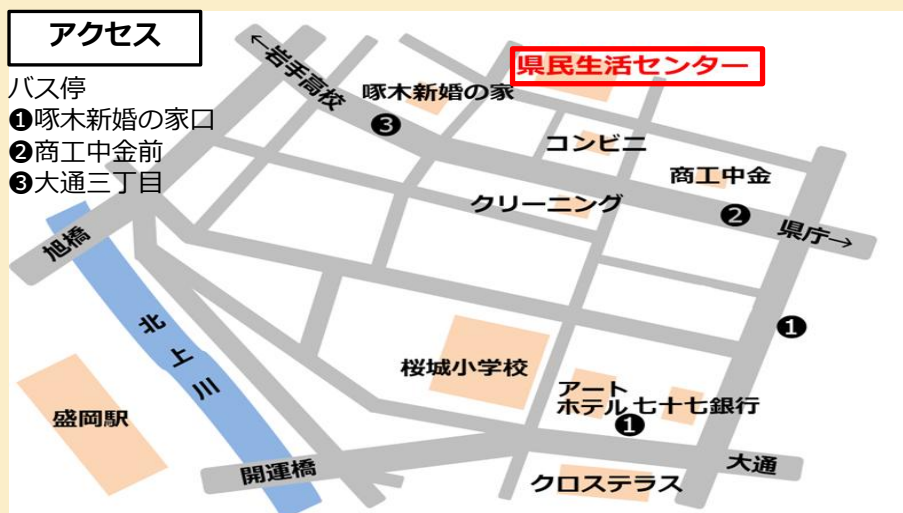 アクセス
バス停
❶啄木新婚の家口
❷商工中金前
❸大通三丁目
←岩手高校
県民生活センター
啄木新婚の家
❸
コンビニ
商工中金
クリーニング
❷
県庁→
旭橋
❶
北上川
桜城小学校
アート
ホテル
七十七銀行
❶
盛岡駅
開運橋
大通
クロステラス